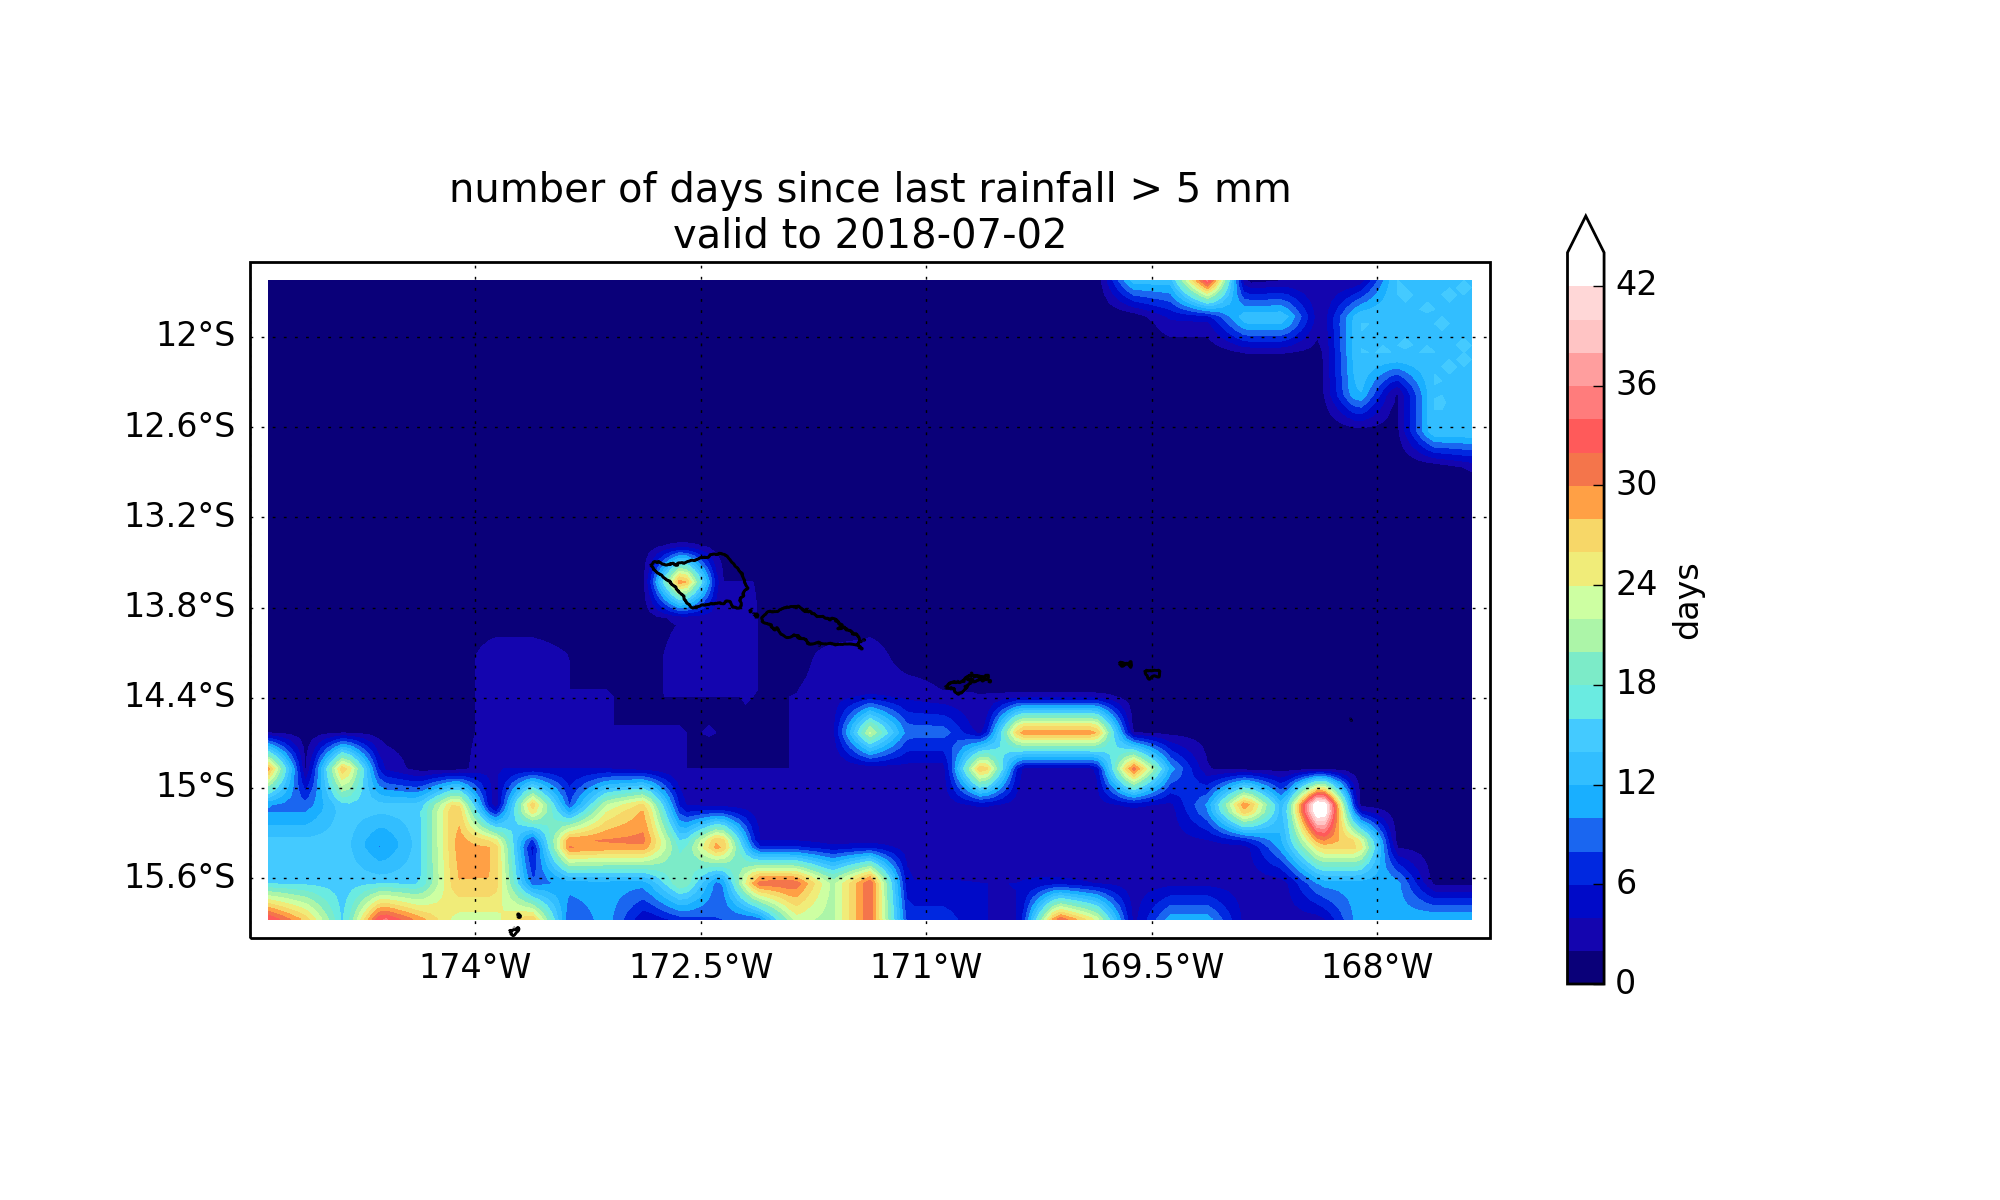 number of days since last rainfall > 5 mm
valid to 2018-07-02
12°S
12.6°S
13.2°S
13.8°S
14.4°S
15°S
15.6°S
174°W
172.5°W
171°W
169.5°W
168°W
42
36
30
24
18
12
6
0
days